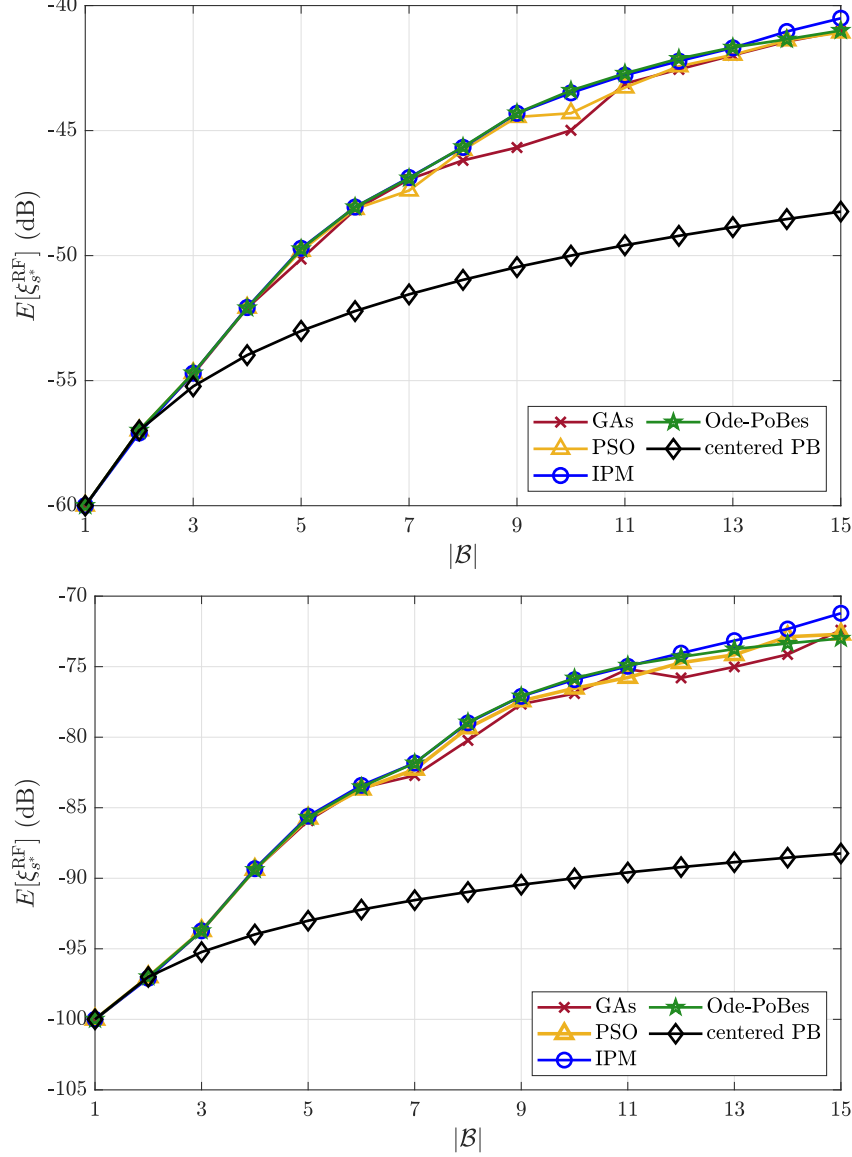 -40
-45
-50
-55
-60
E[ξ_{s*}^{RF}] (dB)
GAs
PSO
IPM
Ode-PoBes
centered PB
1 3 5 7 9 11 13 15
|ℬ|
-70
-75
-80
-85
-90
-95
-100
-105
E[ξ_{s*}^{RF}] (dB)
GAs
PSO
IPM
Ode-PoBes
centered PB
1 3 5 7 9 11 13 15
|ℬ|